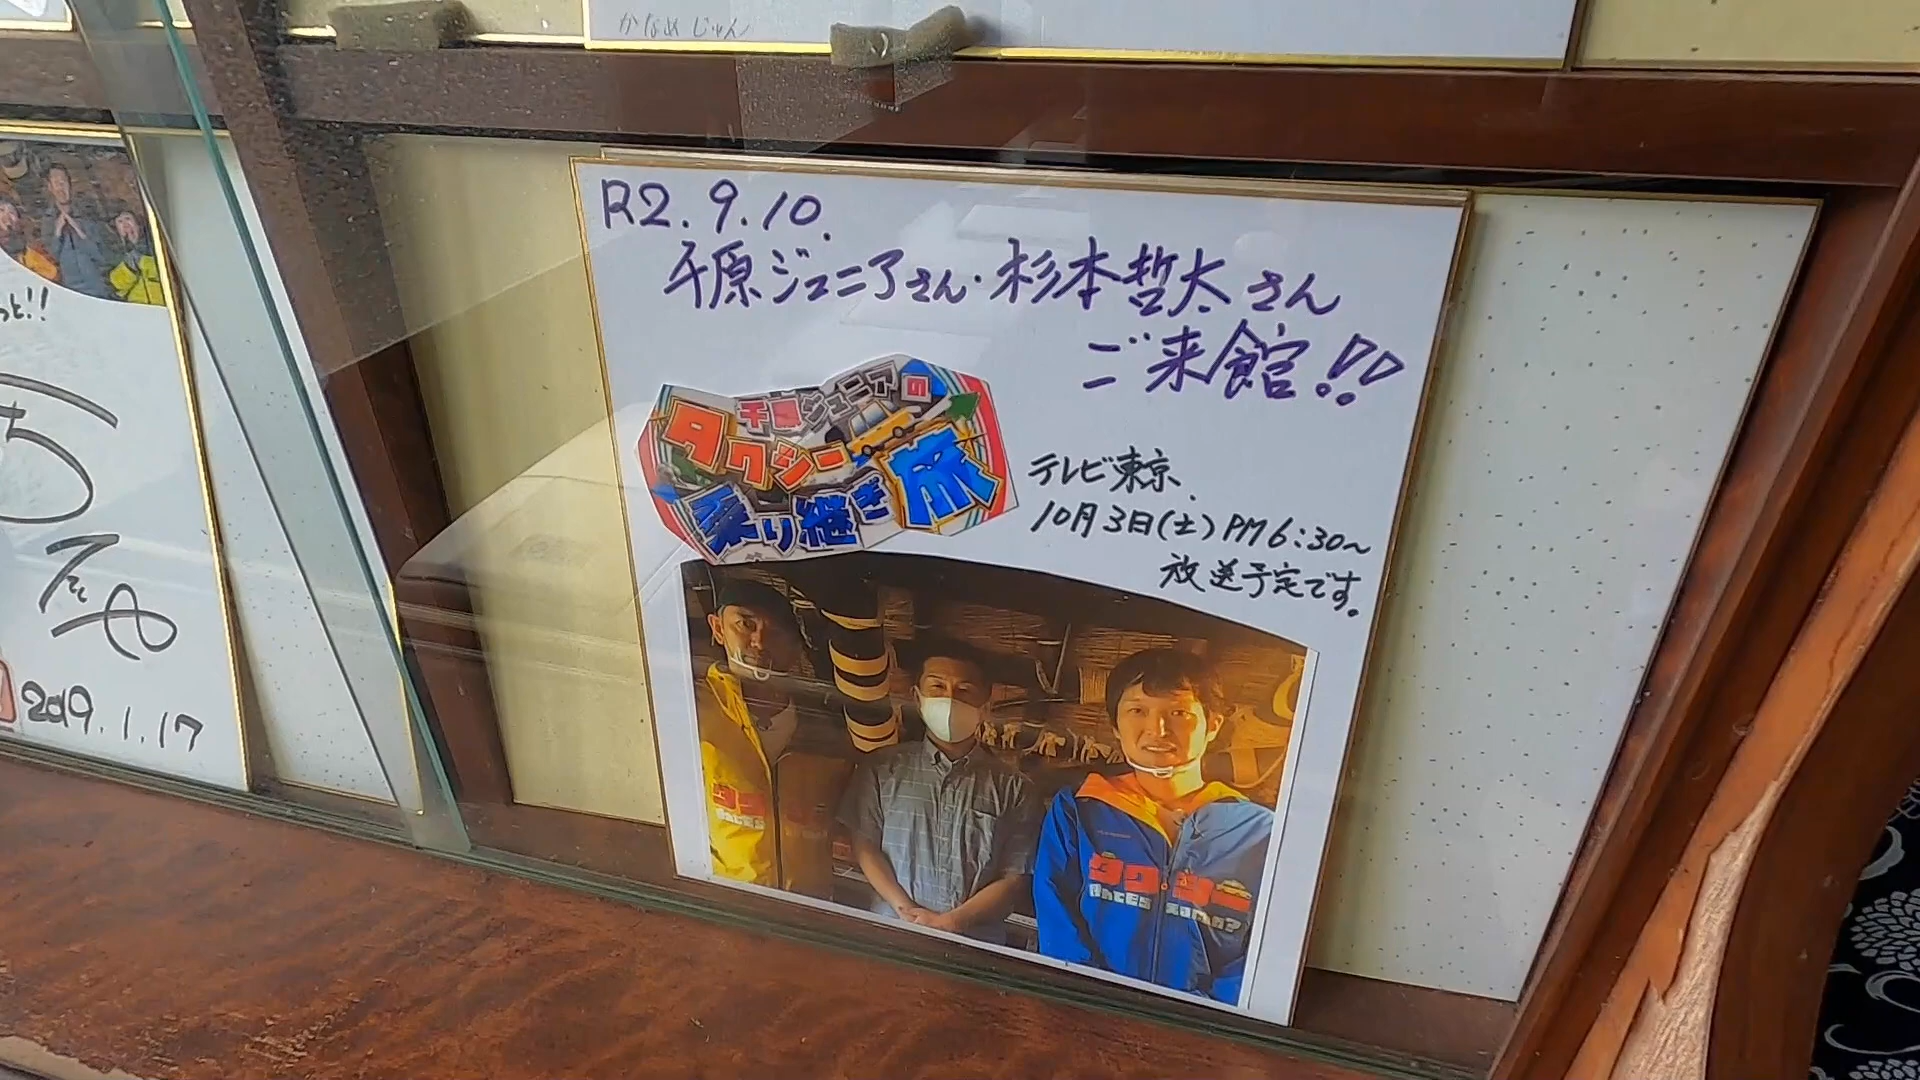 かなめじゅん
R2.9.10.
千原ジュニアさん・杉本哲太さん
ご来館!!
千原ジュニアの
タクシー
乗り継ぎ旅
テレビ東京
10月3日(土)PM6:30~
放送予定です。
っと!!
2019.1.17
タク
タクシー